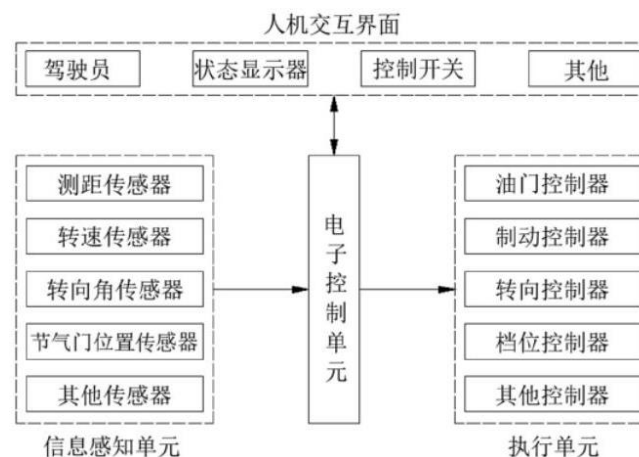 人机交互界面
驾驶员
状态显示器
控制开关
其他
测距传感器
转速传感器
转向角传感器
节气门位置传感器
其他传感器
信息感知单元
电子控制单元
油门控制器
制动控制器
转向控制器
档位控制器
其他控制器
执行单元